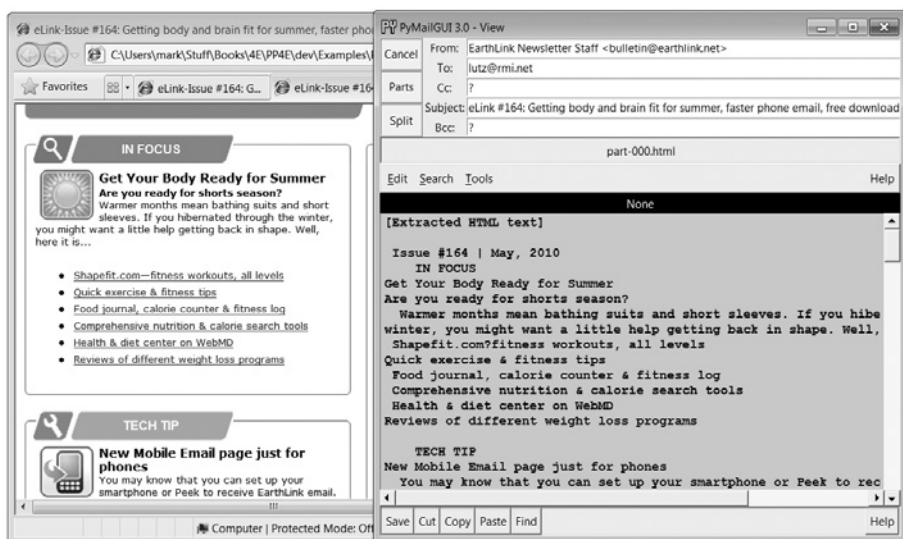 eLink-Issue #164: Getting body and brain fit for summer, faster pho
C:\Users\mark\Stuff\Books\4E\PP4E\dev\Examples\
Favorites
eLink-Issue #164: G...
eLink-Issue #16
IN FOCUS
Get Your Body Ready for Summer
Are you ready for shorts season?
Warmer months mean bathing suits and short
sleeves. If you hibernated through the winter,
you might want a little help getting back in shape. Well,
here it is...
• Shapefit.com—fitness workouts, all levels
• Quick exercise & fitness tips
• Food journal, calorie counter & fitness log
• Comprehensive nutrition & calorie search tools
• Health & diet center on WebMD
• Reviews of different weight loss programs
TECH TIP
New Mobile Email page just for
phones
You may know that you can set up your
smartphone or Peek to receive EarthLink email.
Computer | Protected Mode: Off
PY PyMailGUI 3.0 - View
Cancel
From: EarthLink Newsletter Staff <bulletin@earthlink.net>
To: lutz@rmi.net
Parts
Cc: ?
Subject: eLink #164: Getting body and brain fit for summer, faster phone email, free download
Split
Bcc: ?
part-000.html
Edit Search Tools Help
None
[Extracted HTML text]
Issue #164 | May, 2010
IN FOCUS
Get Your Body Ready for Summer
Are you ready for shorts season?
Warmer months mean bathing suits and short sleeves. If you hibe
winter, you might want a little help getting back in shape. Well,
Shapefit.com?fitness workouts, all levels
Quick exercise & fitness tips
Food journal, calorie counter & fitness log
Comprehensive nutrition & calorie search tools
Health & diet center on WebMD
Reviews of different weight loss programs
TECH TIP
New Mobile Email page just for phones
You may know that you can set up your smartphone or Peek to rec
Save Cut Copy Paste Find Help